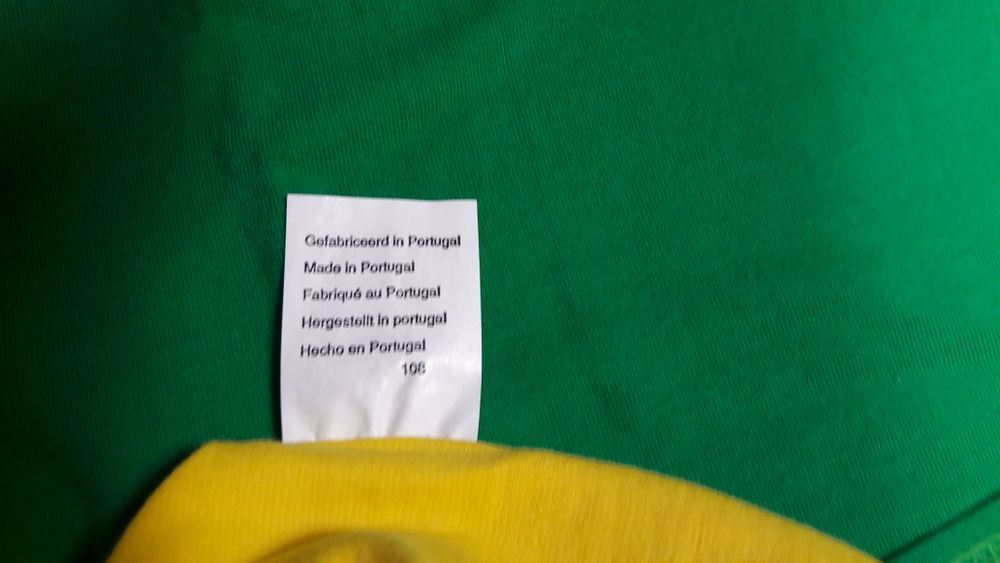 Gefabriceerd in Portugal
Made in Portugal
Fabriqué au Portugal
Hergestellt in portugal
Hecho en Portugal
108